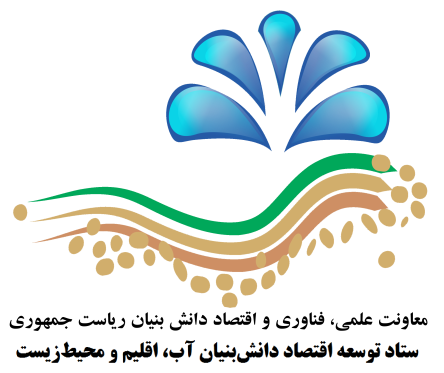 معاونت علمی، فناوری و اقتصاد دانش بنیان ریاست جمهوری
ستاد توسعه اقتصاد دانش‌بنیان آب، اقلیم و محیط‌زیست